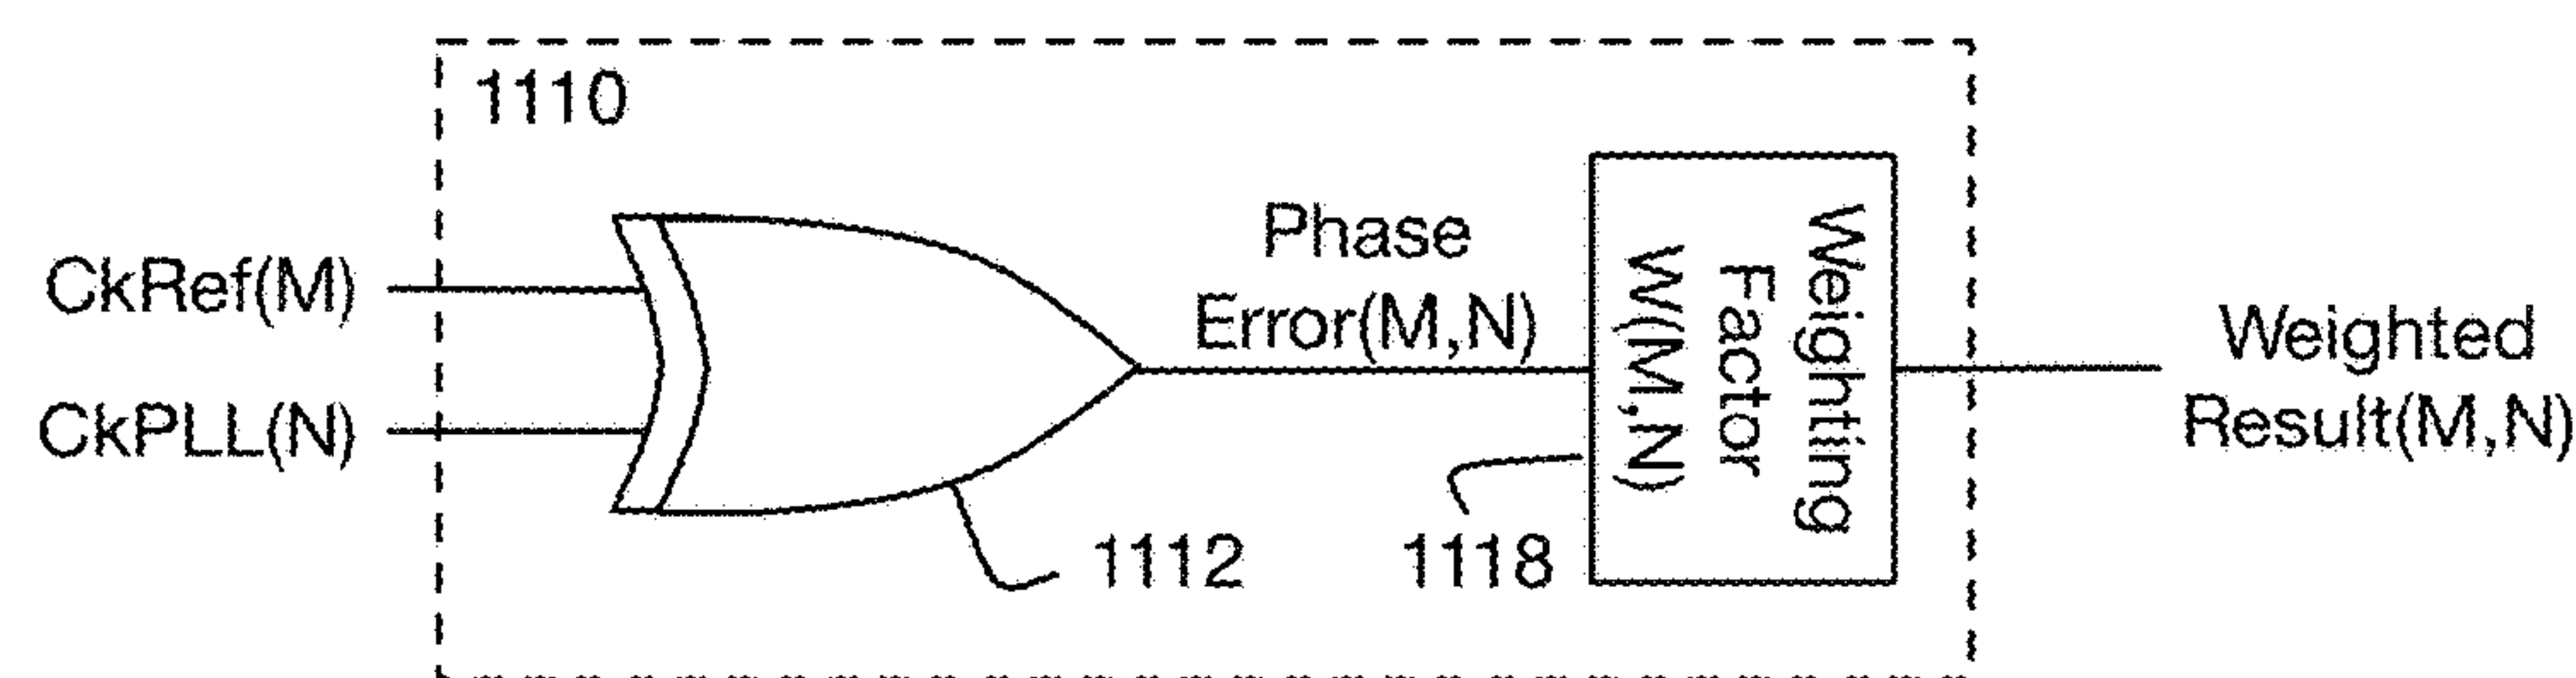 1110
CkRef(M)
CkPLL(N)
Phase
Error(M,N)
1112
1118
Weighting
Factor
W(M,N)
Weighted
Result(M,N)